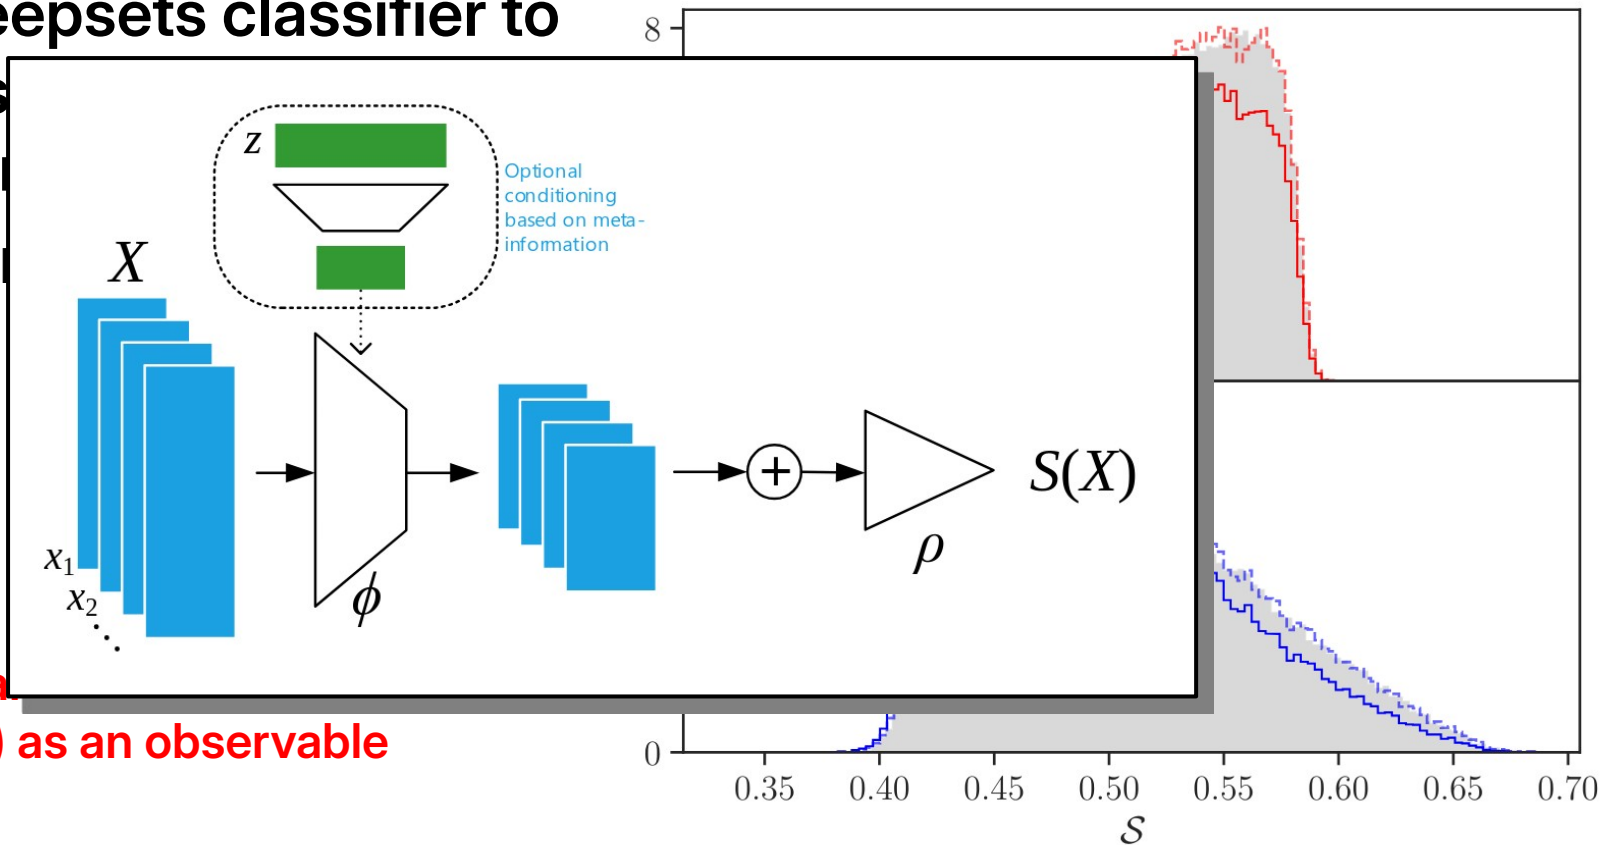 eepsets classifier to
z
Optional
conditioning
based on meta-
information
X
x1
x2
ϕ
ρ
S(X)
) as an observable
8
0
0.35 0.40 0.45 0.50 0.55 0.60 0.65 0.70
S